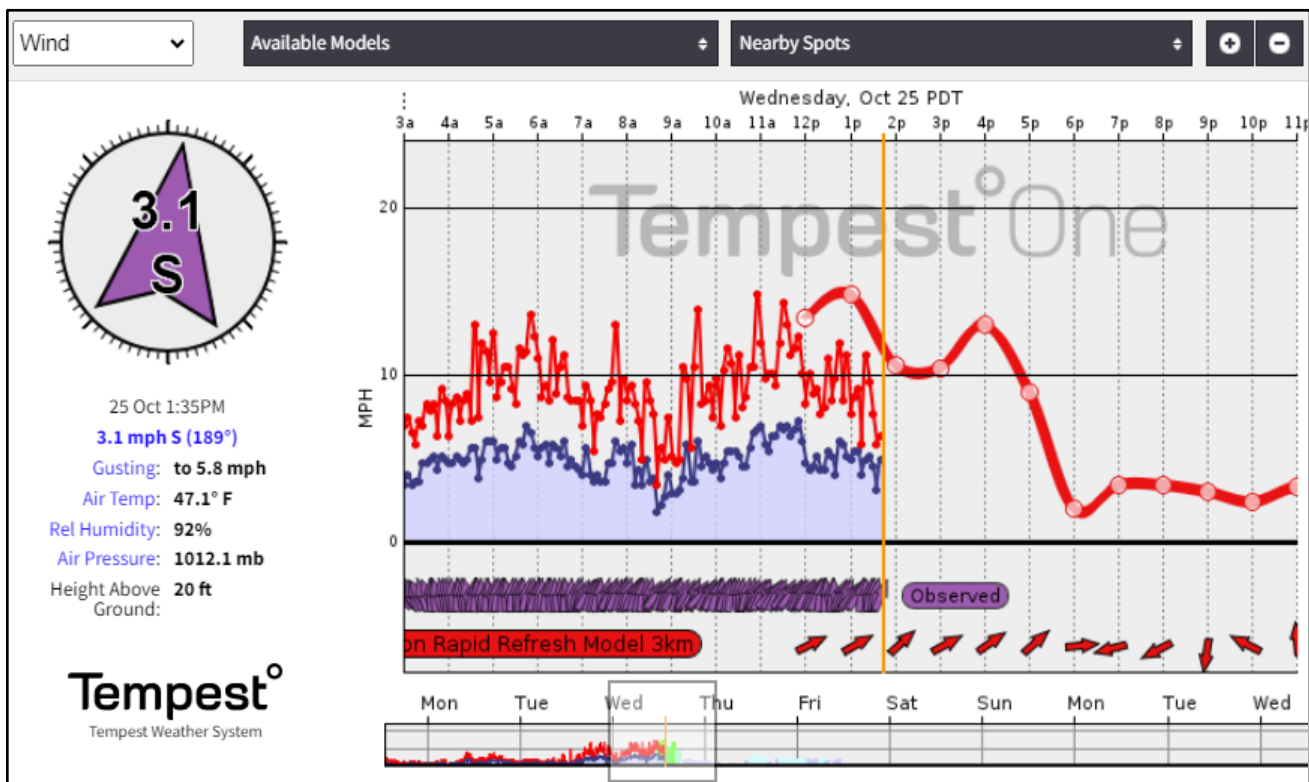 Wind
Available Models
Nearby Spots
Wednesday, Oct 25 PDT
3a 4a 5a 6a 7a 8a 9a 10a 11a 12p 1p 2p 3p 4p 5p 6p 7p 8p 9p 10p 11p
Tempest One
20
10
0
MPH
3.1
S
25 Oct 1:35PM
3.1 mph S (189°)
Gusting: to 5.8 mph
Air Temp: 47.1° F
Rel Humidity: 92%
Air Pressure: 1012.1 mb
Height Above 20 ft
Ground:
Observed
on Rapid Refresh Model 3km
Tempest
Tempest Weather System
Mon Tue Wed Thu Fri Sat Sun Mon Tue Wed